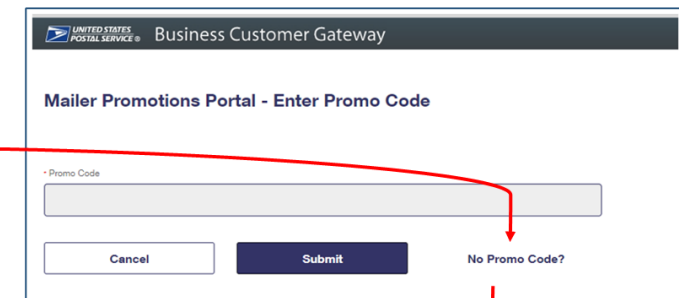 UNITED STATES
POSTAL SERVICE ® Business Customer Gateway
Mailer Promotions Portal - Enter Promo Code
* Promo Code
Cancel Submit No Promo Code?